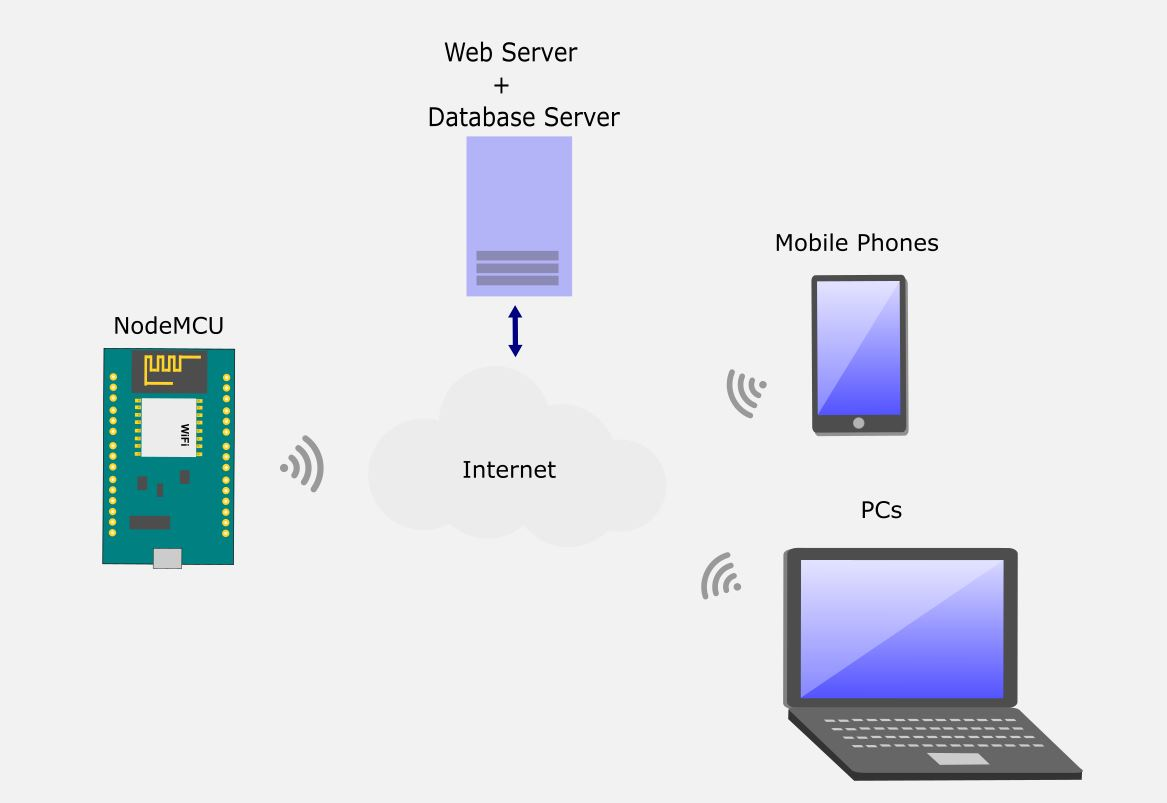 Web Server
+
Database Server
Mobile Phones
NodeMCU
WiFi
Internet
PCs